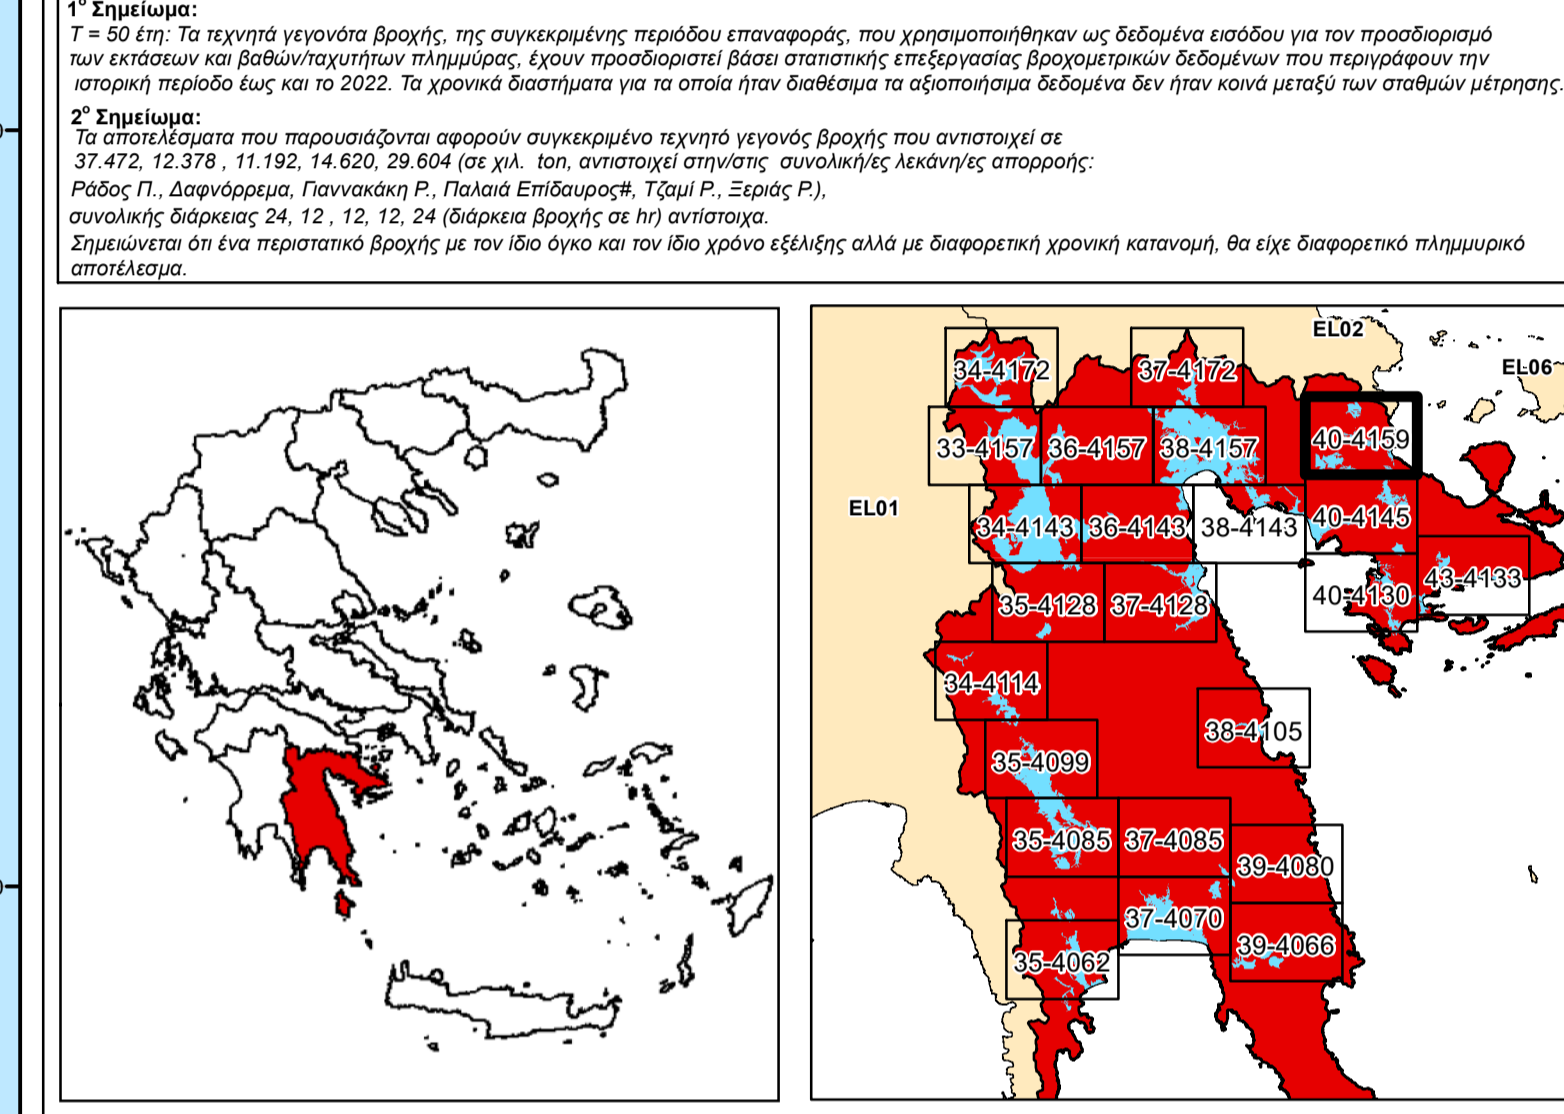 1ο Σημείωμα:
T = 50 έτη: Τα τεχνητά γεγονότα βροχής, της συγκεκριμένης περιόδου επαναφοράς, που χρησιμοποιήθηκαν ως δεδομένα εισόδου για τον προσδιορισμό
των εκτάσεων και βαθών/ταχυτήτων πλημμύρας, έχουν προσδιοριστεί βάσει στατιστικής επεξεργασίας βροχομετρικών δεδομένων που περιγράφουν την
ιστορική περίοδο έως και το 2022. Τα χρονικά διαστήματα για τα οποία ήταν διαθέσιμα τα αξιοποιήσιμα δεδομένα δεν ήταν κοινά μεταξύ των σταθμών μέτρησης.
2ο Σημείωμα:
Τα αποτελέσματα που παρουσιάζονται αφορούν συγκεκριμένο τεχνητό γεγονός βροχής που αντιστοιχεί σε
37.472, 12.378 , 11.192, 14.620, 29.604 (σε χιλ. ton, αντιστοιχεί στην/στις συνολική/ες λεκάνη/ες απορροής:
Ράδος Π., Δαφνόρρεμα, Γιαννακάκη Ρ., Παλαιά Επίδαυρος#, Τζαμί Ρ., Ξεριάς Ρ.),
συνολικής διάρκειας 24, 12 , 12, 12, 24 (διάρκεια βροχής σε hr) αντίστοιχα.
Σημειώνεται ότι ένα περιστατικό βροχής με τον ίδιο όγκο και τον ίδιο χρόνο εξέλιξης αλλά με διαφορετική χρονική κατανομή, θα είχε διαφορετικό πλημμυρικό
αποτέλεσμα.
EL02
EL06
34-4172
37-4172
40-4159
33-4157
36-4157
38-4157
EL01
34-4143
36-4143
38-4143
40-4145
35-4128
37-4128
40-4130
43-4133
34-4114
38-4105
35-4099
35-4085
37-4085
39-4080
37-4070
39-4066
35-4062